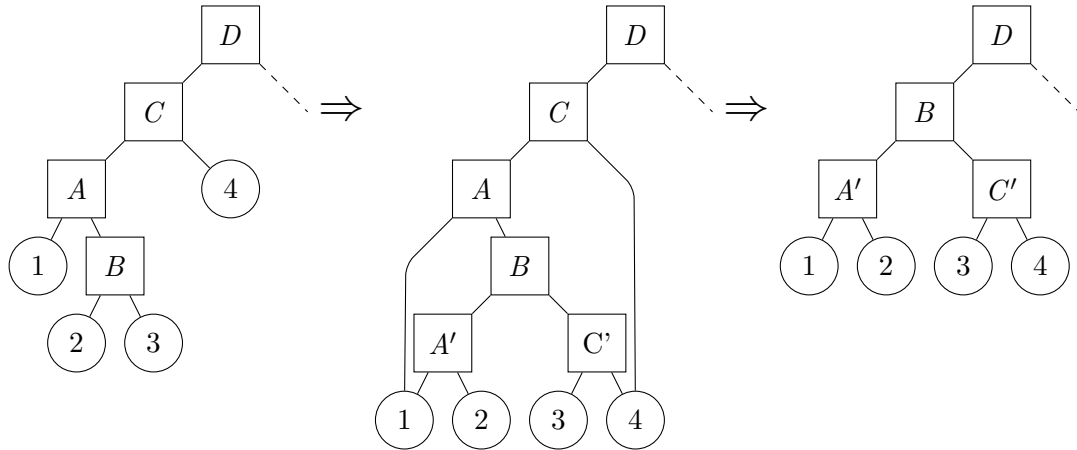 D D D
C ⇒ C ⇒ B
A 4 A A′ C′
1 B B 1 2 3 4
2 3 A′ C’
1 2 3 4